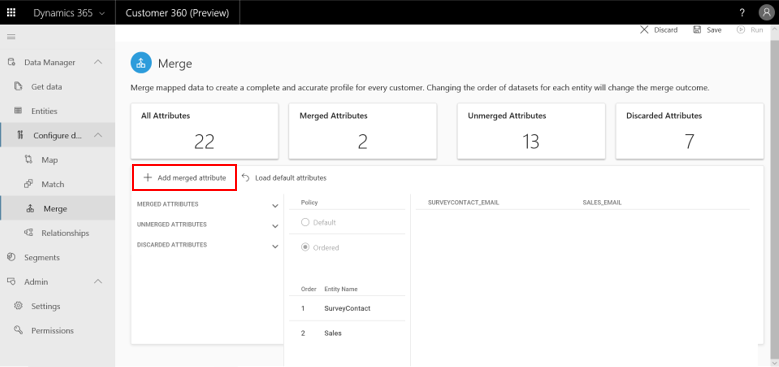 Dynamics 365
Customer 360 (Preview)
?
Discard
Save
Run
Data Manager
Get data
Entities
Configure d...
Map
Match
Merge
Relationships
Segments
Admin
Settings
Permissions
Merge
Merge mapped data to create a complete and accurate profile for every customer. Changing the order of datasets for each entity will change the merge outcome.
All Attributes
22
Merged Attributes
2
Unmerged Attributes
13
Discarded Attributes
7
Add merged attribute
Load default attributes
MERGED ATTRIBUTES
UNMERGED ATTRIBUTES
DISCARDED ATTRIBUTES
Policy
Default
Ordered
Order Entity Name
1 SurveyContact
2 Sales
SURVEYCONTACT_EMAIL SALES_EMAIL